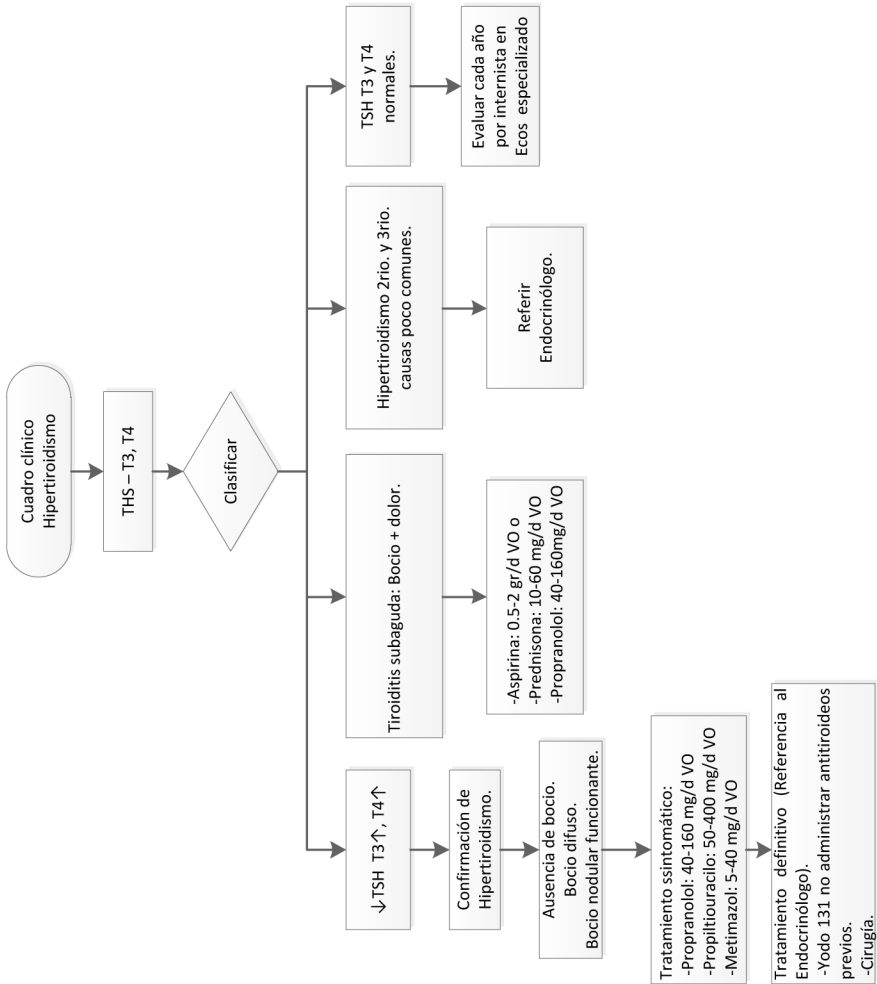 Cuadro clínico
Hipertiroidismo
THS – T3, T4
Clasificar
↓TSH T3↑, T4↑
Confirmación de
Hipertiroidismo.
Ausencia de bocio.
Bocio difuso.
Bocio nodular funcionante.
Tratamiento ssintomático:
-Propranolol: 40-160 mg/d VO
-Propiltiouracilo: 50-400 mg/d VO
-Metimazol: 5-40 mg/d VO
Tratamiento definitivo (Referencia al
Endocrinólogo).
-Yodo 131 no administrar antitiroideos
previos.
-Cirugía.
Tiroiditis subaguda: Bocio + dolor.
-Aspirina: 0.5-2 gr/d VO o
-Prednisona: 10-60 mg/d VO
-Propranolol: 40-160mg/d VO
Hipertiroidismo 2rio. y 3rio.
causas poco comunes.
Referir
Endocrinólogo.
TSH T3 y T4
normales.
Evaluar cada año
por internista en
Ecos especializado